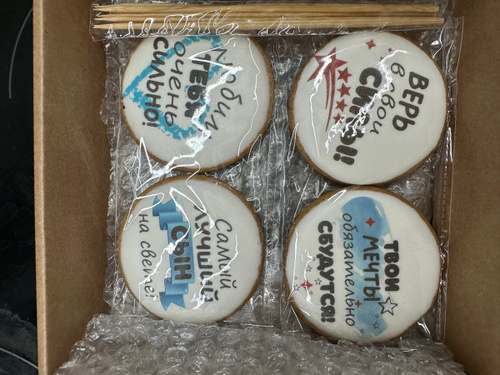 ВЕРЬ
в свои
СИЛЫ!
ТВОИ
МЕЧТЫ
обязательно
СБУДУТСЯ!
Люблю
ТЕБЯ
очень
СИЛЬНО!
Самый
ЛУЧШИЙ
СЫН
на свете!